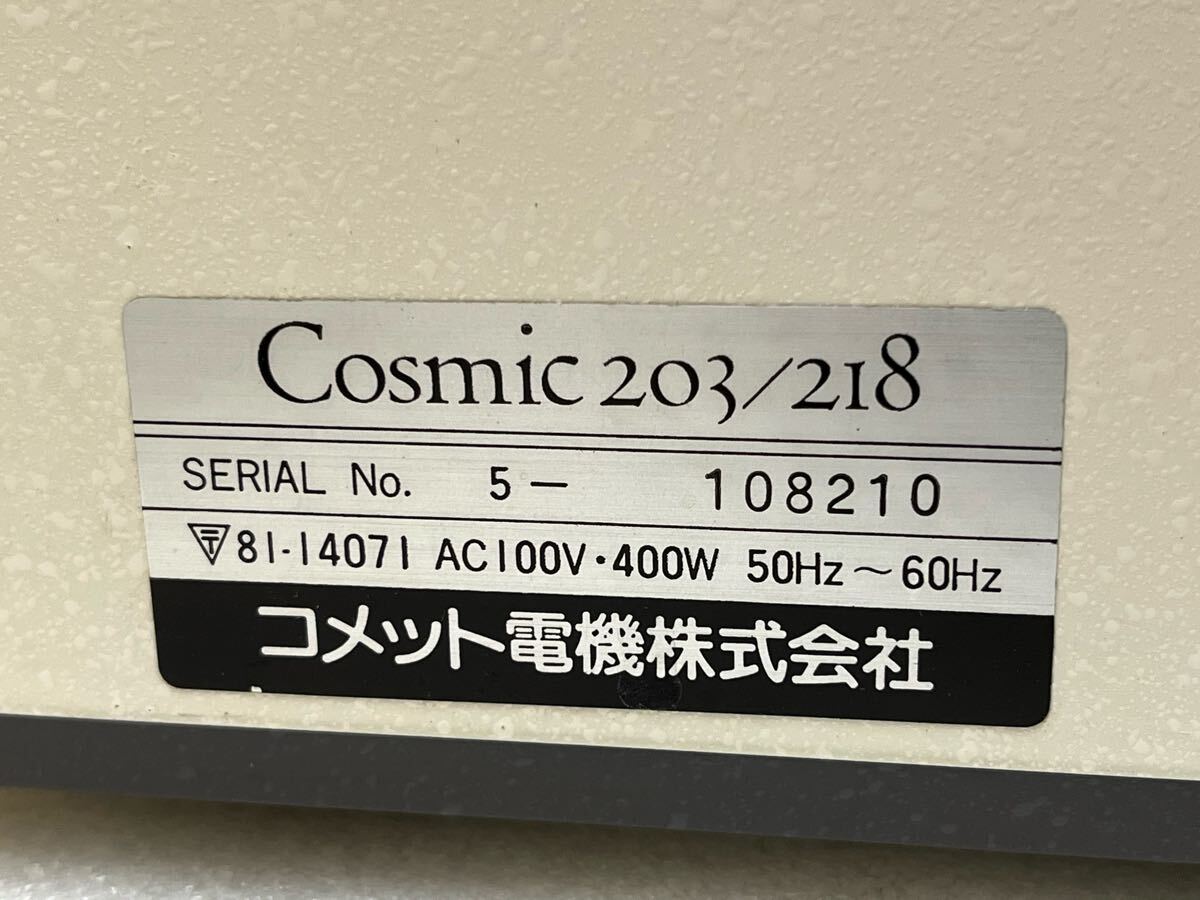 Cosmic 203/218
SERIAL No. 5- 108210
〒81-14071 AC100V・400W 50Hz～60Hz
コメット電機株式会社